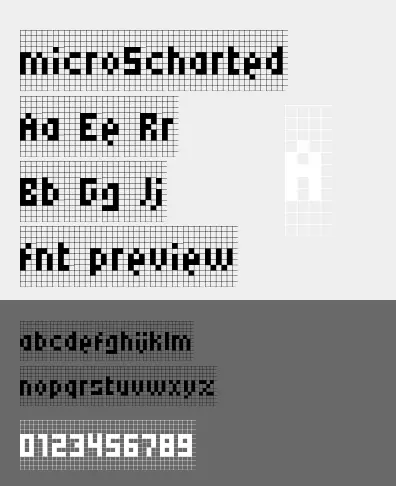 microScharted
Aa Ee Rr
Bb Gg Jj
fnt preview
A
abcdefghijklm
nopqrstuvwxyz
0123456789